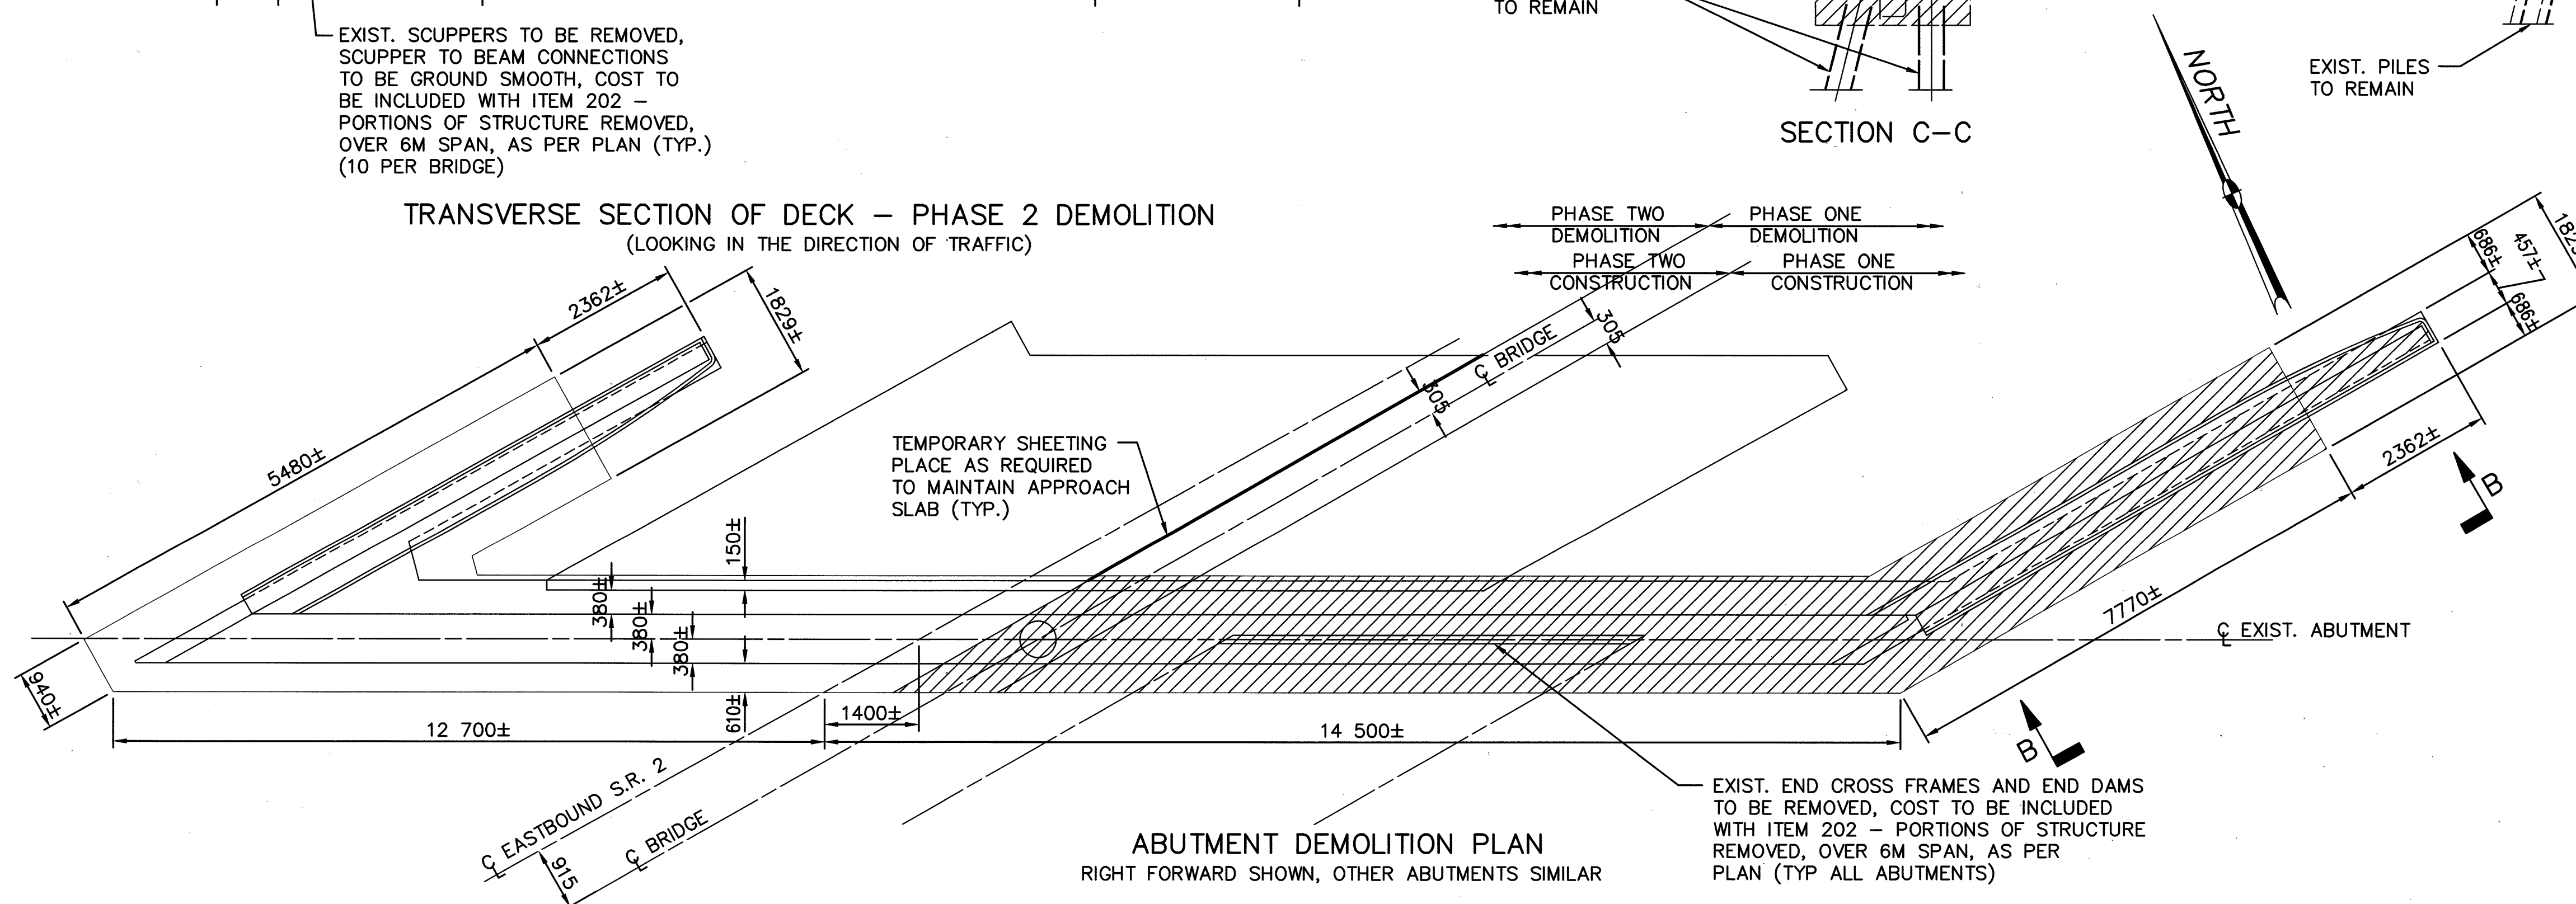 TO REMAIN
EXIST. SCUPPERS TO BE REMOVED,
SCUPPER TO BEAM CONNECTIONS
TO BE GROUND SMOOTH, COST TO
BE INCLUDED WITH ITEM 202 –
PORTIONS OF STRUCTURE REMOVED,
OVER 6M SPAN, AS PER PLAN (TYP.)
(10 PER BRIDGE)
SECTION C–C
NORTH
EXIST. PILES
TO REMAIN
TRANSVERSE SECTION OF DECK – PHASE 2 DEMOLITION
(LOOKING IN THE DIRECTION OF TRAFFIC)
PHASE TWO
DEMOLITION
PHASE ONE
DEMOLITION
PHASE TWO
CONSTRUCTION
PHASE ONE
CONSTRUCTION
2362±
1829±
5480±
305
305
℄ BRIDGE
686±
457±
686±
2362±
B
TEMPORARY SHEETING
PLACE AS REQUIRED
TO MAINTAIN APPROACH
SLAB (TYP.)
150±
380±
380±
380±
610±
940±
7770±
℄ EXIST. ABUTMENT
1400±
12 700±
14 500±
B
℄ EASTBOUND S.R. 2
℄ BRIDGE
915
EXIST. END CROSS FRAMES AND END DAMS
TO BE REMOVED, COST TO BE INCLUDED
WITH ITEM 202 – PORTIONS OF STRUCTURE
REMOVED, OVER 6M SPAN, AS PER
PLAN (TYP ALL ABUTMENTS)
ABUTMENT DEMOLITION PLAN
RIGHT FORWARD SHOWN, OTHER ABUTMENTS SIMILAR